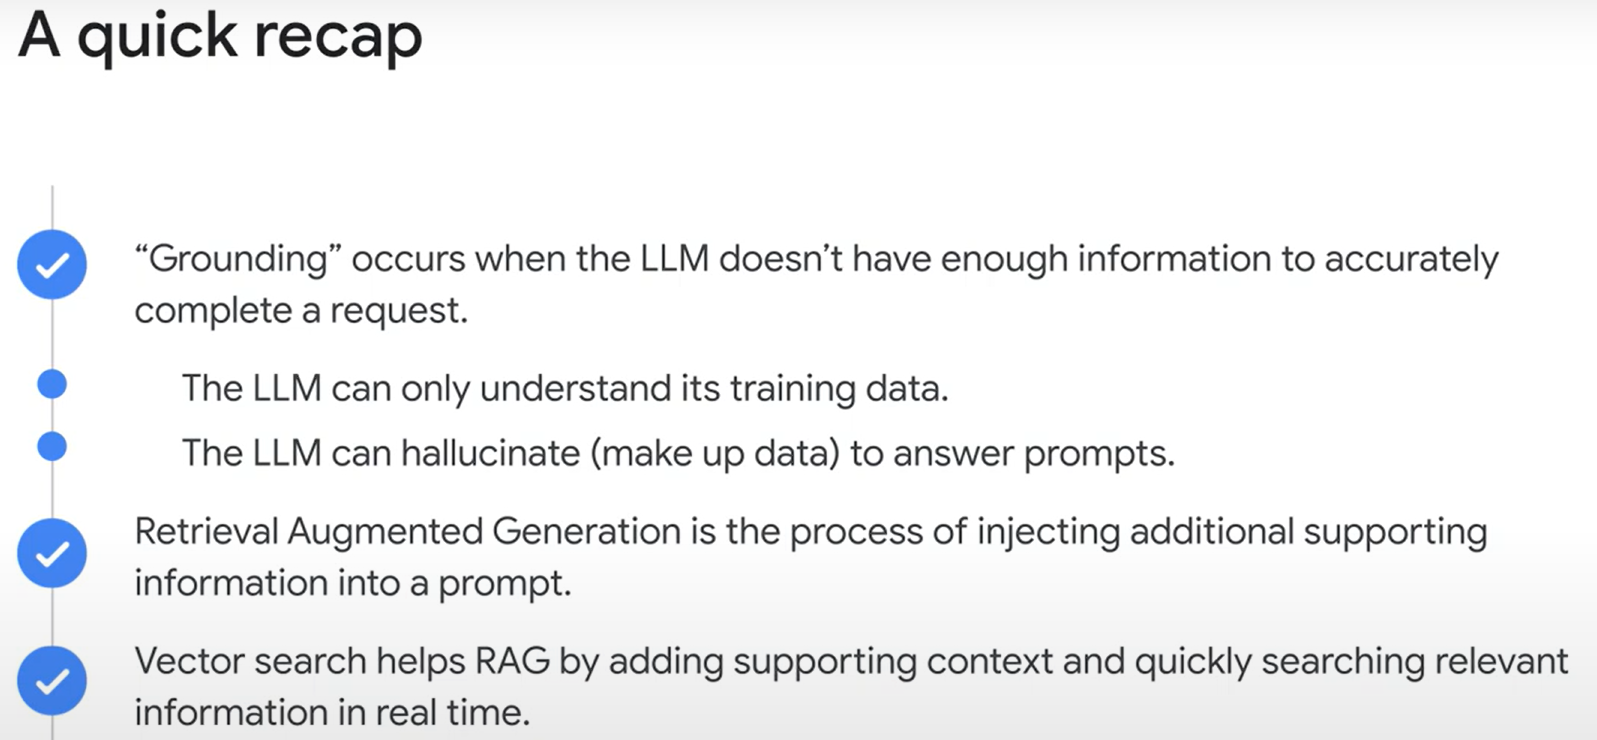 A quick recap
“Grounding” occurs when the LLM doesn’t have enough information to accurately
complete a request.
The LLM can only understand its training data.
The LLM can hallucinate (make up data) to answer prompts.
Retrieval Augmented Generation is the process of injecting additional supporting
information into a prompt.
Vector search helps RAG by adding supporting context and quickly searching relevant
information in real time.